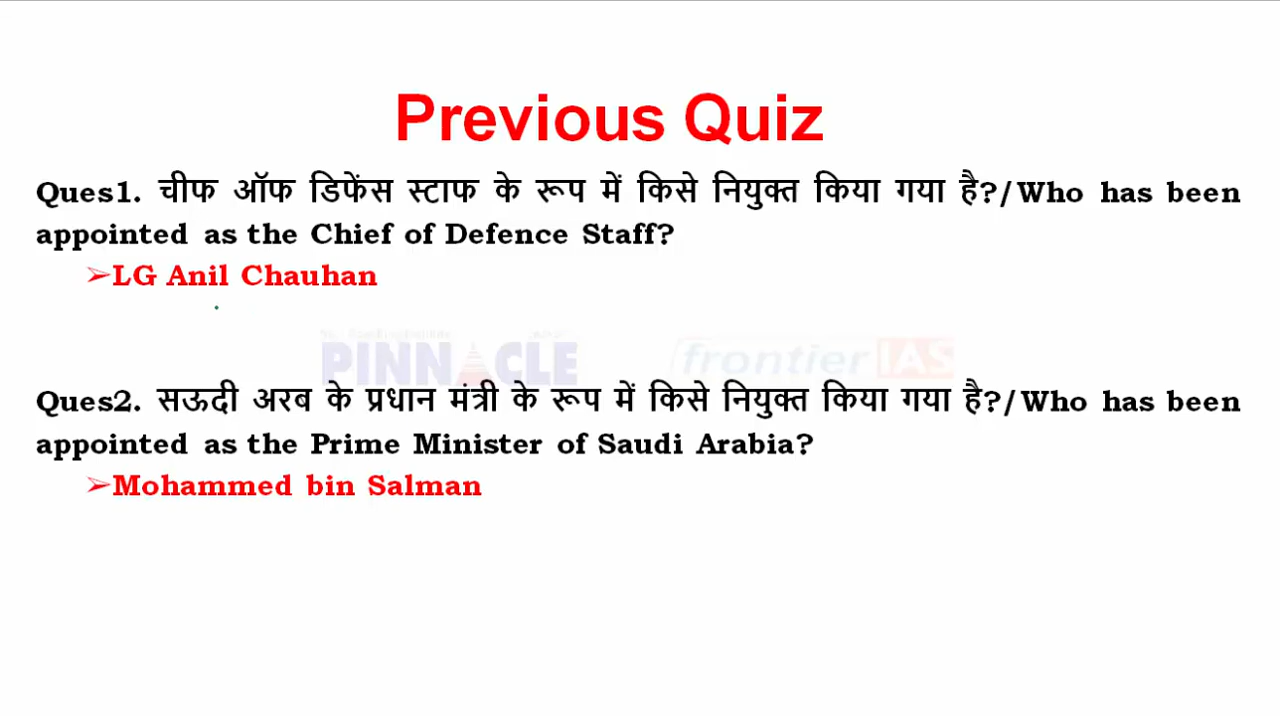 Previous Quiz
Ques1. चीफ ऑफ डिफेंस स्टाफ के रूप में किसे नियुक्त किया गया है?/Who has been
appointed as the Chief of Defence Staff?
➢LG Anil Chauhan
PINNACLE frontier IAS
Ques2. सऊदी अरब के प्रधान मंत्री के रूप में किसे नियुक्त किया गया है?/Who has been
appointed as the Prime Minister of Saudi Arabia?
➢Mohammed bin Salman